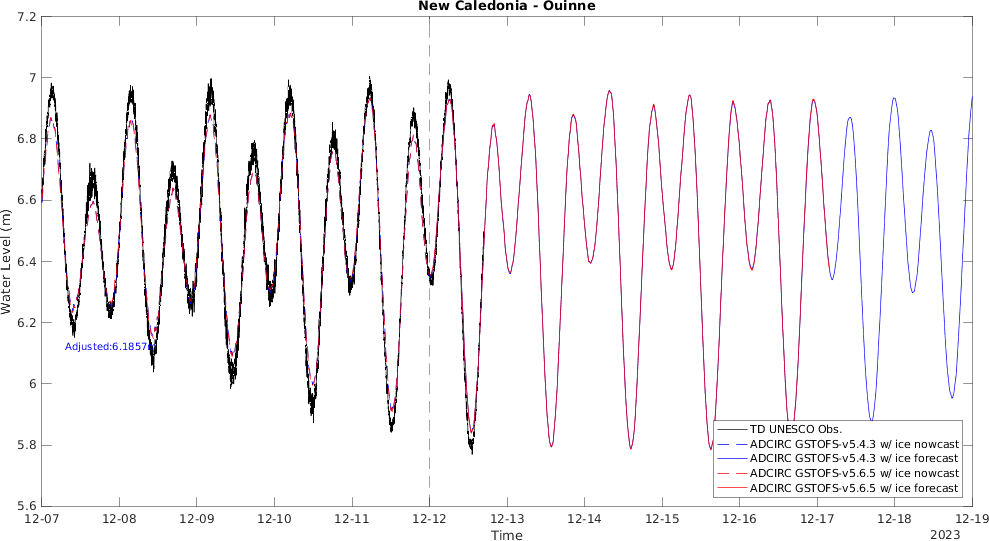 New Caledonia - Ouinne
7.2
7
6.8
6.6
6.4
6.2
6
5.8
5.6
Water Level (m)
Adjusted:6.1857m
TD UNESCO Obs.
ADCIRC GSTOFS-v5.4.3 w/ ice nowcast
ADCIRC GSTOFS-v5.4.3 w/ ice forecast
ADCIRC GSTOFS-v5.6.5 w/ ice nowcast
ADCIRC GSTOFS-v5.6.5 w/ ice forecast
12-07 12-08 12-09 12-10 12-11 12-12 12-13 12-14 12-15 12-16 12-17 12-18 12-19
Time
2023